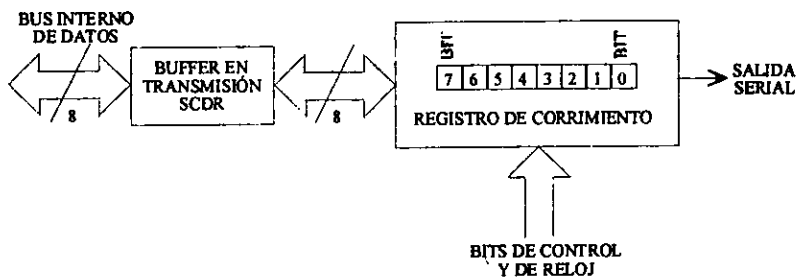 BUS INTERNO
DE DATOS
8
BUFFER EN
TRANSMISIÓN
SCDR
8
BIT
7 6 5 4 3 2 1 0
REGISTRO DE CORRIMIENTO
SALIDA
SERIAL
BITS DE CONTROL
Y DE RELOJ